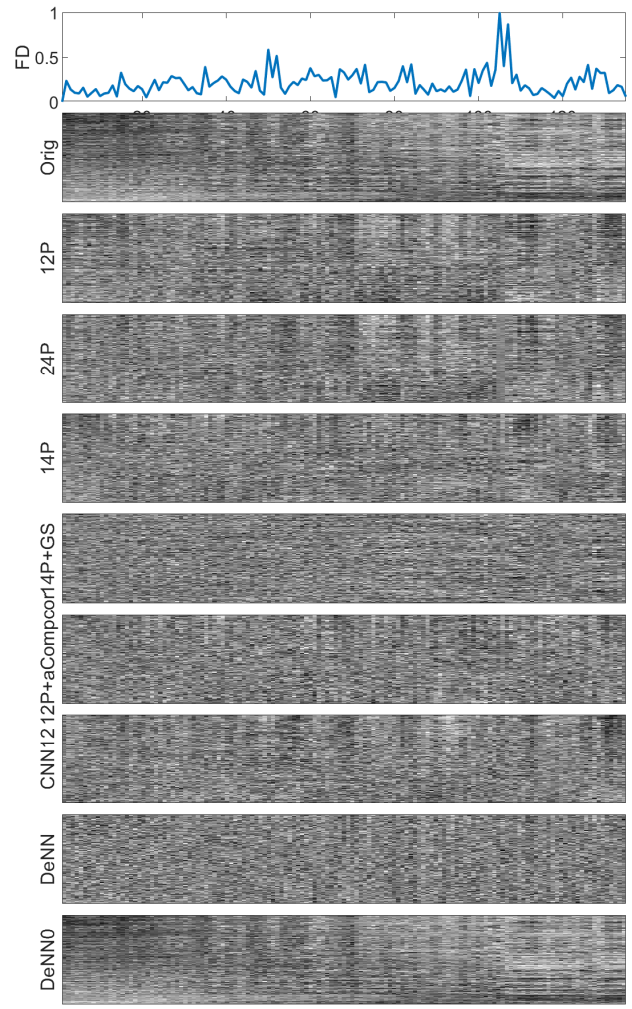 1
0.5
0
FD
Orig
12P
24P
14P
14P+GS
12P+aCompcor
CNN12
DeNN
DeNN0